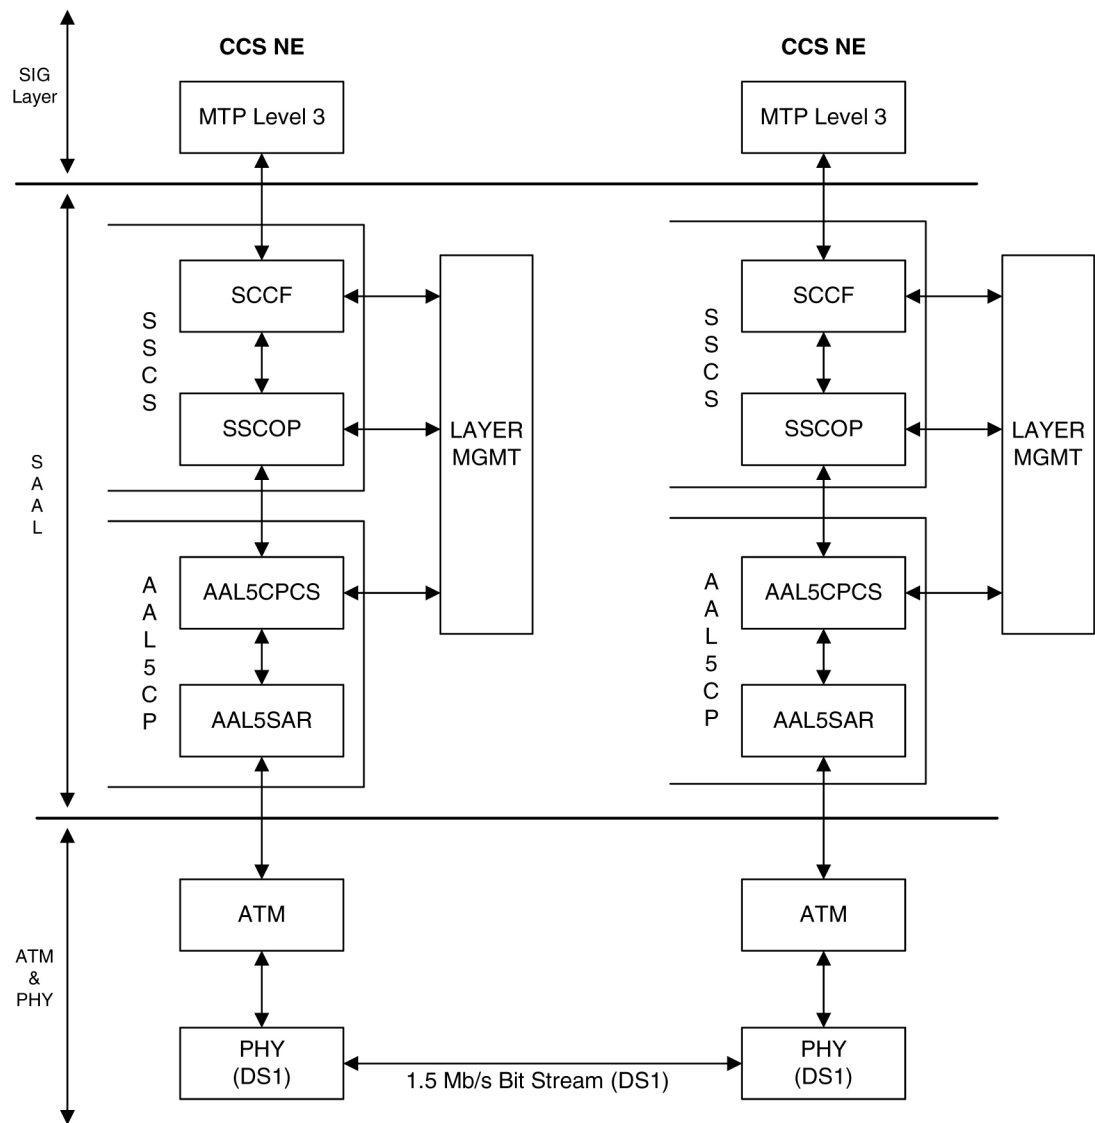 CCS NE
CCS NE
SIG
Layer
MTP Level 3
MTP Level 3
SCCF
SCCF
S
S
C
S
S
S
C
S
SSCOP
SSCOP
LAYER
MGMT
LAYER
MGMT
S
A
A
L
A
A
L
5
C
P
A
A
L
5
C
P
AAL5CPCS
AAL5CPCS
AAL5SAR
AAL5SAR
ATM
ATM
ATM
&
PHY
PHY
(DS1)
1.5 Mb/s Bit Stream (DS1)
PHY
(DS1)